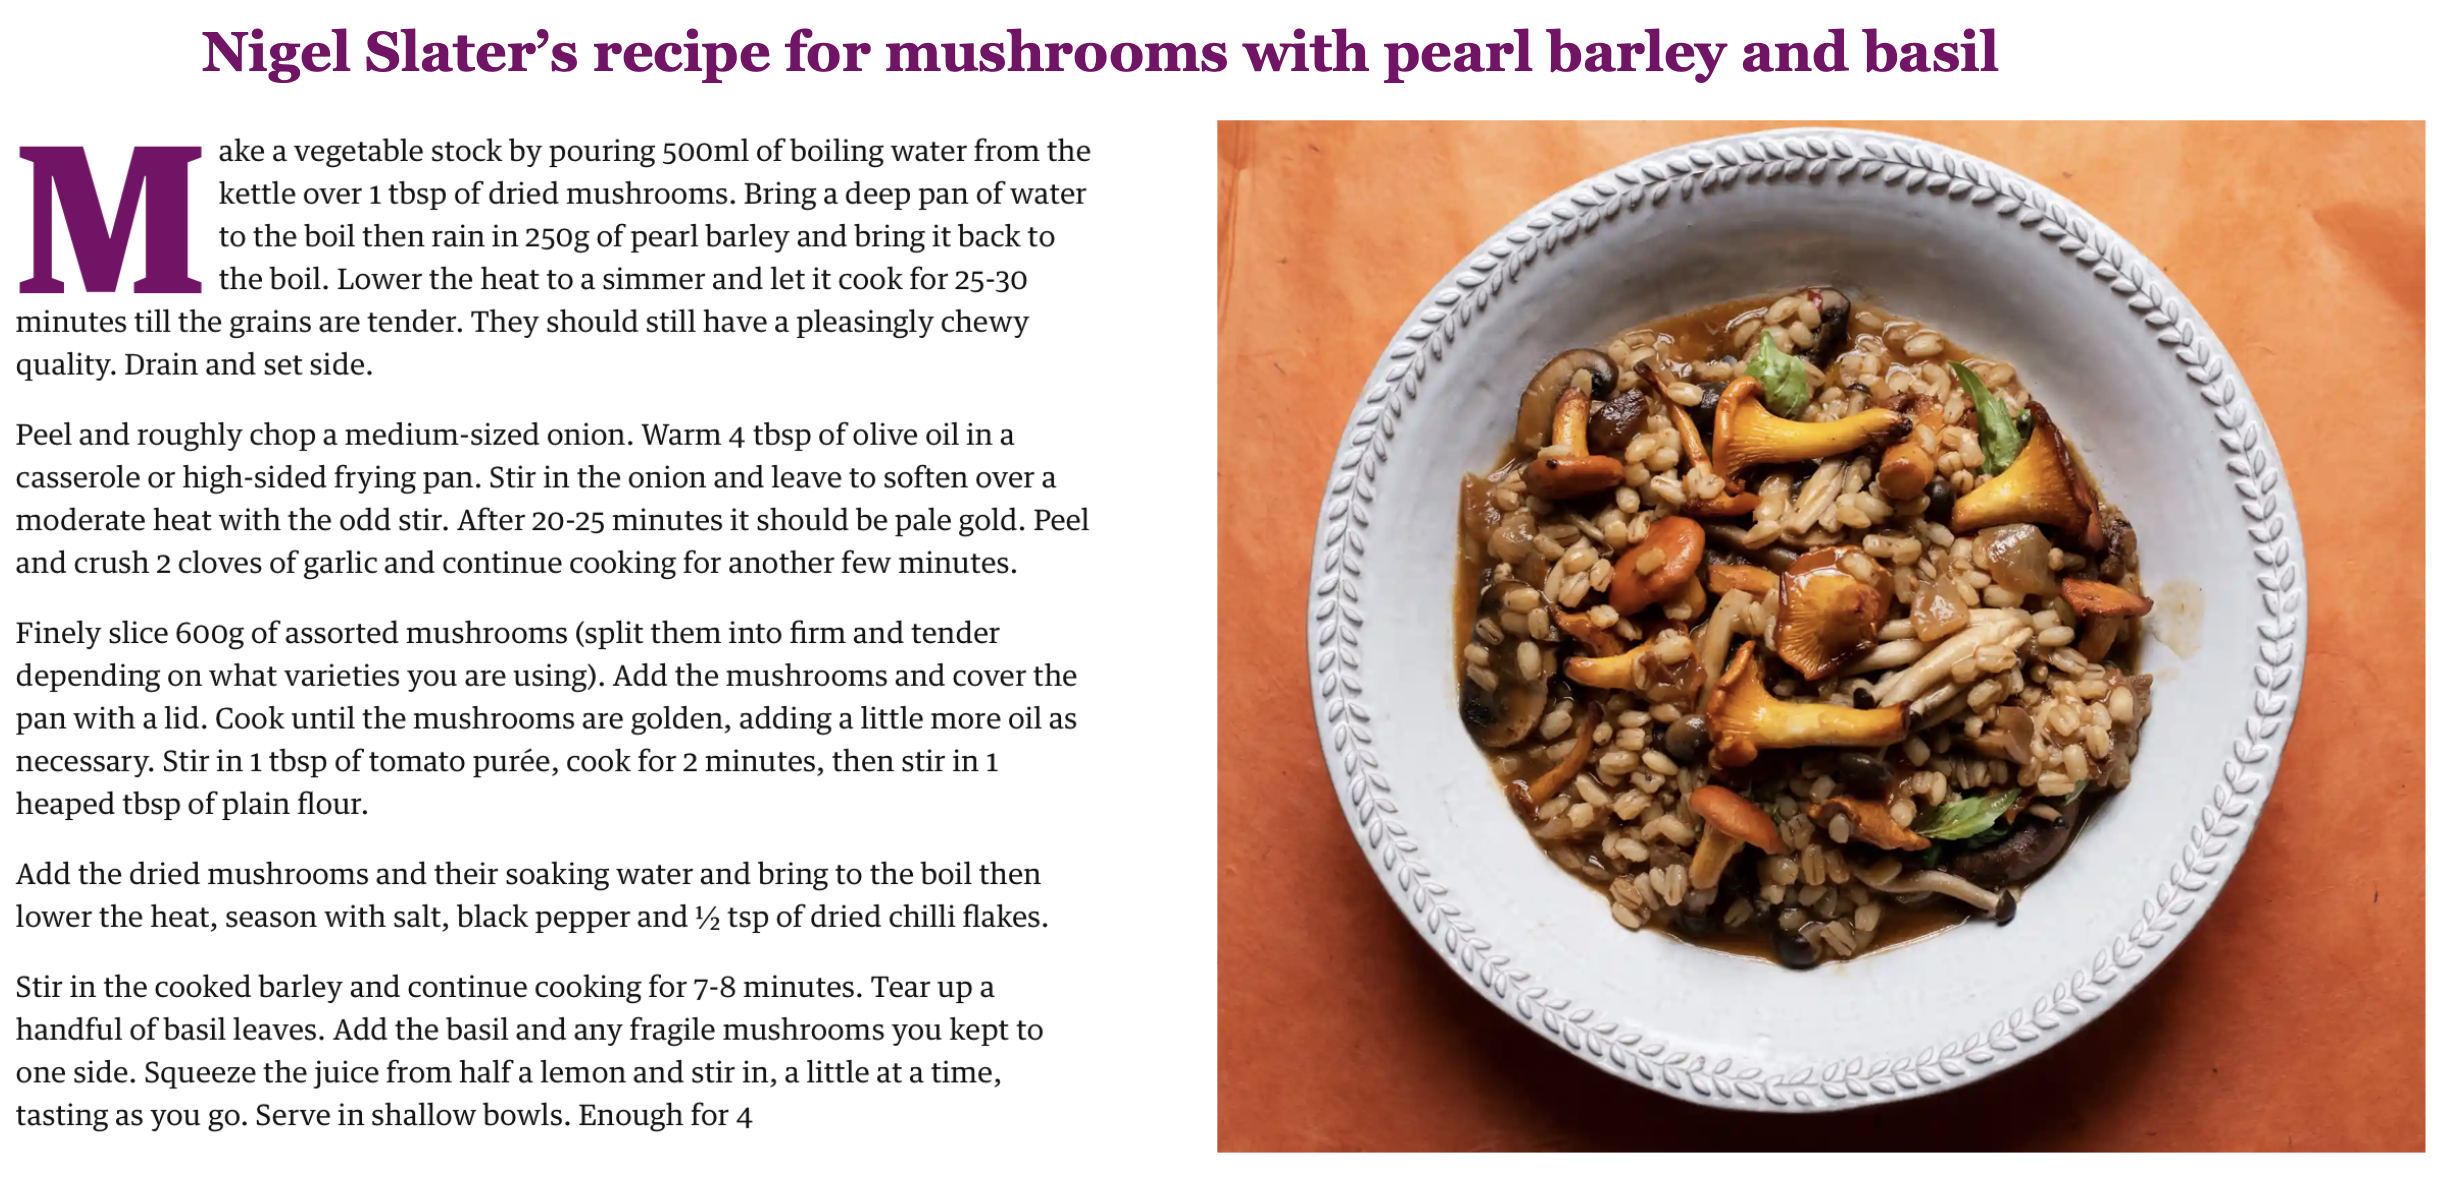 Nigel Slater’s recipe for mushrooms with pearl barley and basil
Make a vegetable stock by pouring 500ml of boiling water from the
kettle over 1 tbsp of dried mushrooms. Bring a deep pan of water
to the boil then rain in 250g of pearl barley and bring it back to
the boil. Lower the heat to a simmer and let it cook for 25-30
minutes till the grains are tender. They should still have a pleasingly chewy
quality. Drain and set side.
Peel and roughly chop a medium-sized onion. Warm 4 tbsp of olive oil in a
casserole or high-sided frying pan. Stir in the onion and leave to soften over a
moderate heat with the odd stir. After 20-25 minutes it should be pale gold. Peel
and crush 2 cloves of garlic and continue cooking for another few minutes.
Finely slice 600g of assorted mushrooms (split them into firm and tender
depending on what varieties you are using). Add the mushrooms and cover the
pan with a lid. Cook until the mushrooms are golden, adding a little more oil as
necessary. Stir in 1 tbsp of tomato purée, cook for 2 minutes, then stir in 1
heaped tbsp of plain flour.
Add the dried mushrooms and their soaking water and bring to the boil then
lower the heat, season with salt, black pepper and ½ tsp of dried chilli flakes.
Stir in the cooked barley and continue cooking for 7-8 minutes. Tear up a
handful of basil leaves. Add the basil and any fragile mushrooms you kept to
one side. Squeeze the juice from half a lemon and stir in, a little at a time,
tasting as you go. Serve in shallow bowls. Enough for 4